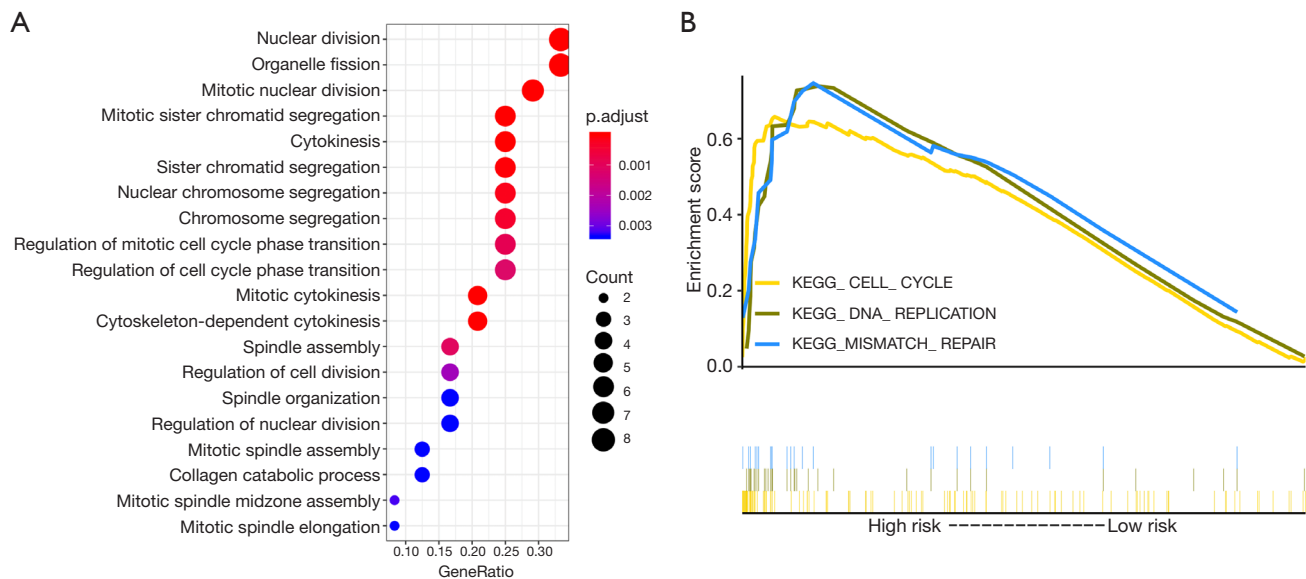 A
Nuclear division
Organelle fission
Mitotic nuclear division
Mitotic sister chromatid segregation
Cytokinesis
Sister chromatid segregation
Nuclear chromosome segregation
Chromosome segregation
Regulation of mitotic cell cycle phase transition
Regulation of cell cycle phase transition
Mitotic cytokinesis
Cytoskeleton-dependent cytokinesis
Spindle assembly
Regulation of cell division
Spindle organization
Regulation of nuclear division
Mitotic spindle assembly
Collagen catabolic process
Mitotic spindle midzone assembly
Mitotic spindle elongation
0.10 0.15 0.20 0.25 0.30
GeneRatio
p.adjust
0.001
0.002
0.003
Count
2
3
4
5
6
7
8
B
Enrichment score
0.6
0.4
0.2
0.0
KEGG_ CELL_ CYCLE
KEGG_ DNA_ REPLICATION
KEGG_MISMATCH_ REPAIR
High risk -------------- Low risk